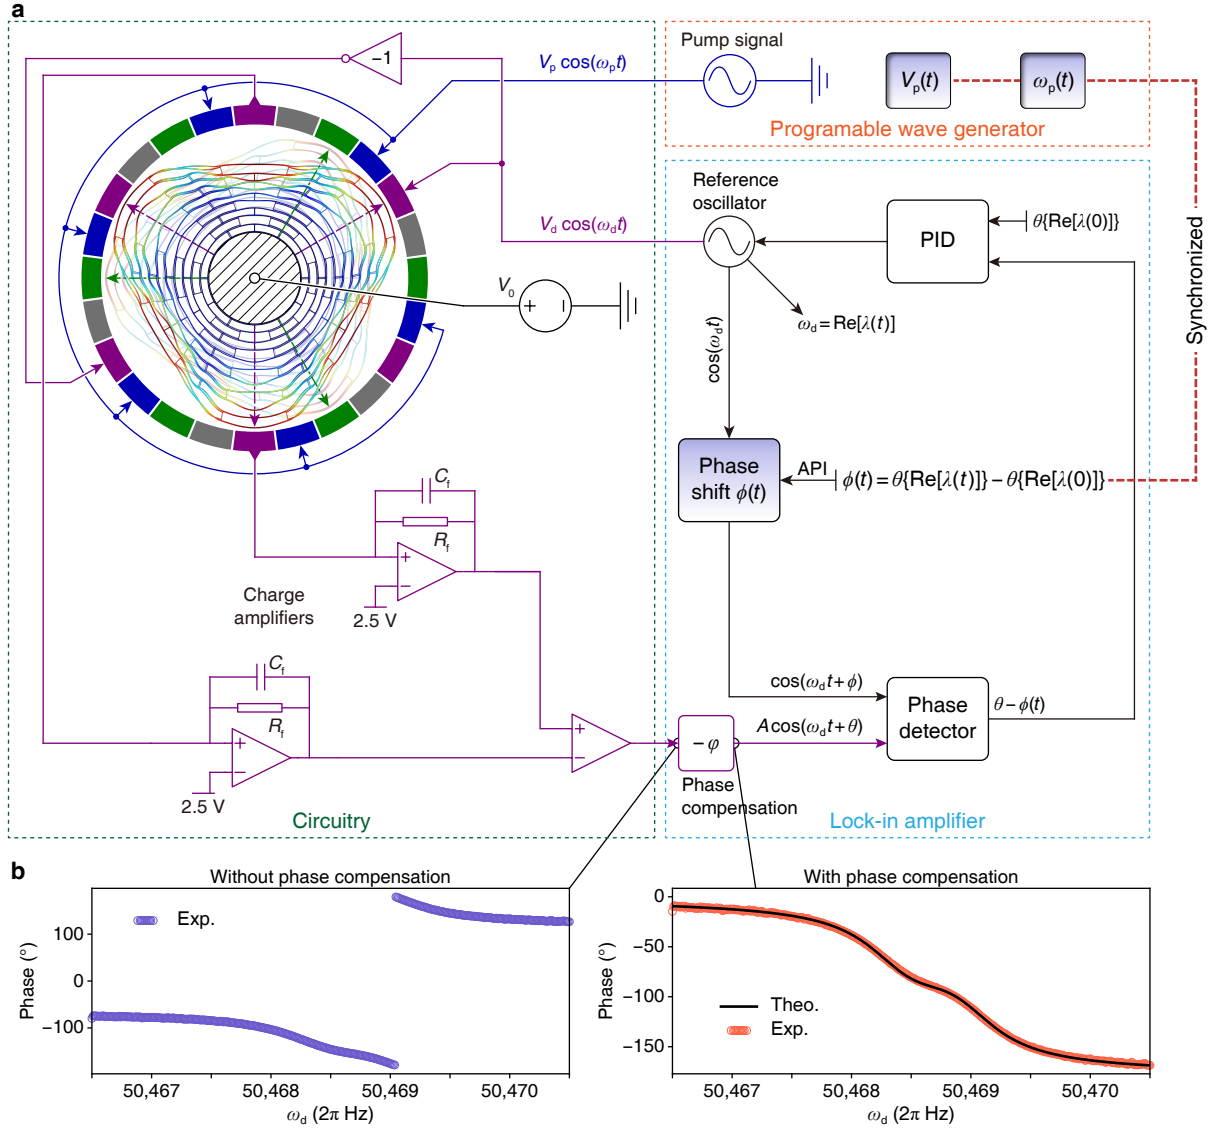 a
−1
V₀
Charge
amplifiers
C_f
R_f
2.5 V
C_f
R_f
2.5 V
Circuitry
V_p cos(ω_p t)
V_d cos(ω_d t)
Pump signal
V_p(t)
ω_p(t)
Programable wave generator
Reference
oscillator
PID
θ{Re[λ(0)]}
ω_d = Re[λ(t)]
cos(ω_d t)
Synchronized
Phase
shift ϕ(t)
API
ϕ(t) = θ{Re[λ(t)]} − θ{Re[λ(0)]}
cos(ω_d t + ϕ)
A cos(ω_d t + θ)
Phase
detector
θ − ϕ(t)
− φ
Phase
compensation
Lock-in amplifier
b
Without phase compensation
Exp.
100
0
−100
Phase (°)
50,467
50,468
50,469
50,470
ω_d (2π Hz)
With phase compensation
0
−50
−100
−150
Phase (°)
Theo.
Exp.
50,467
50,468
50,469
50,470
ω_d (2π Hz)